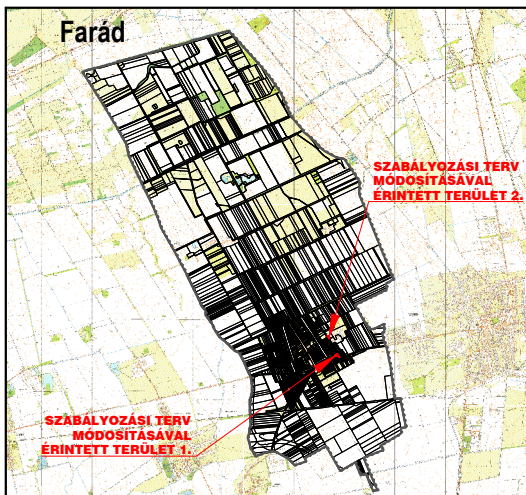 Farád
SZABÁLYOZÁSI TERV
MÓDOSÍTÁSÁVAL
ÉRINTETT TERÜLET 2.
SZABÁLYOZÁSI TERV
MÓDOSÍTÁSÁVAL
ÉRINTETT TERÜLET 1.